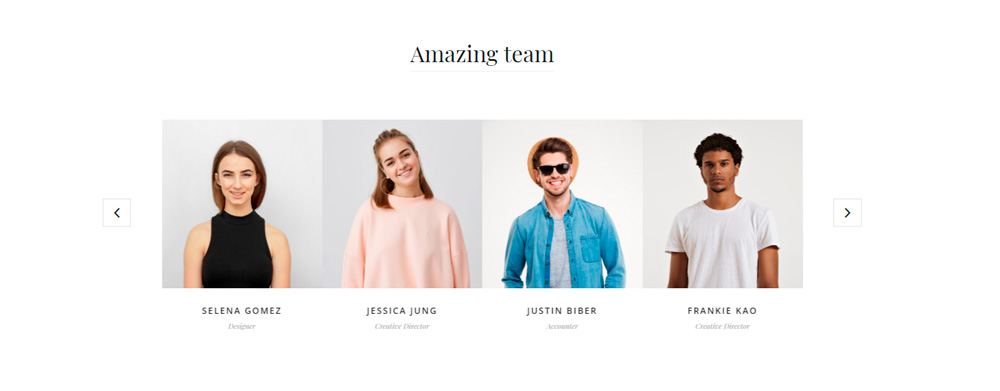 Amazing team
SELENA GOMEZ
Designer
JESSICA JUNG
Creative Director
JUSTIN BIBER
Accounter
FRANKIE KAO
Creative Director